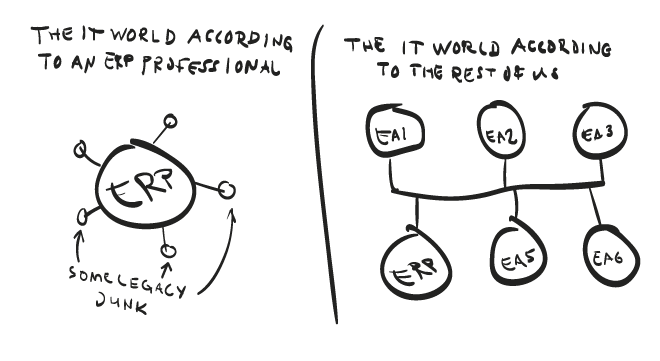 THE IT WORLD ACCORDING
TO AN ERP PROFESSIONAL
ERP
SOME LEGACY
JUNK
THE IT WORLD ACCORDING
TO THE REST OF US
EA1 EA2 EA3
ERP EA5 EA6